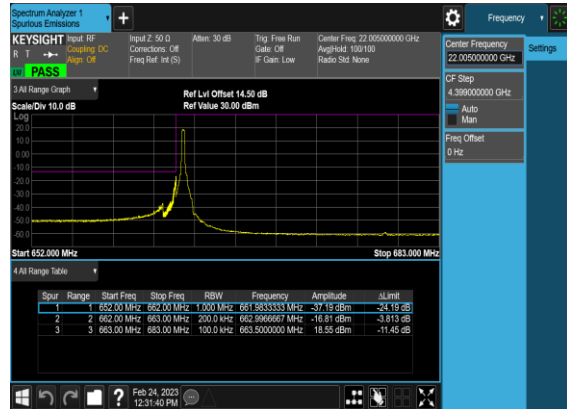 Spectrum Analyzer 1
Spurious Emissions
+
Frequency
KEYSIGHT
R T
LW PASS
Input: RF
Coupling: DC
Align: Off
Input Z: 50 Ω
Corrections: Off
Freq Ref: Int (S)
Atten: 30 dB
Trig: Free Run
Gate: Off
IF Gain: Low
Center Freq: 22.005000000 GHz
Avg|Hold: 100/100
Radio Std: None
Center Frequency
22.005000000 GHz
Settings
CF Step
4.399000000 GHz
Auto
Man
Freq Offset
0 Hz
3 All Range Graph
Scale/Div 10.0 dB
Ref Lvl Offset 14.50 dB
Ref Value 30.00 dBm
Log
20.0
10.0
0.00
-10.0
-20.0
-30.0
-40.0
-50.0
-60.0
Start 652.000 MHz
Stop 683.000 MHz
4 All Range Table
Spur Range Start Freq Stop Freq RBW Frequency Amplitude ΔLimit
1 1 652.00 MHz 662.00 MHz 1.000 MHz 661.9833333 MHz -37.19 dBm -24.19 dB
2 2 662.00 MHz 663.00 MHz 200.0 kHz 662.9966667 MHz -16.81 dBm -3.813 dB
3 3 663.00 MHz 683.00 MHz 100.0 kHz 663.5000000 MHz 18.55 dBm -11.45 dB
?
Feb 24, 2023
12:31:40 PM